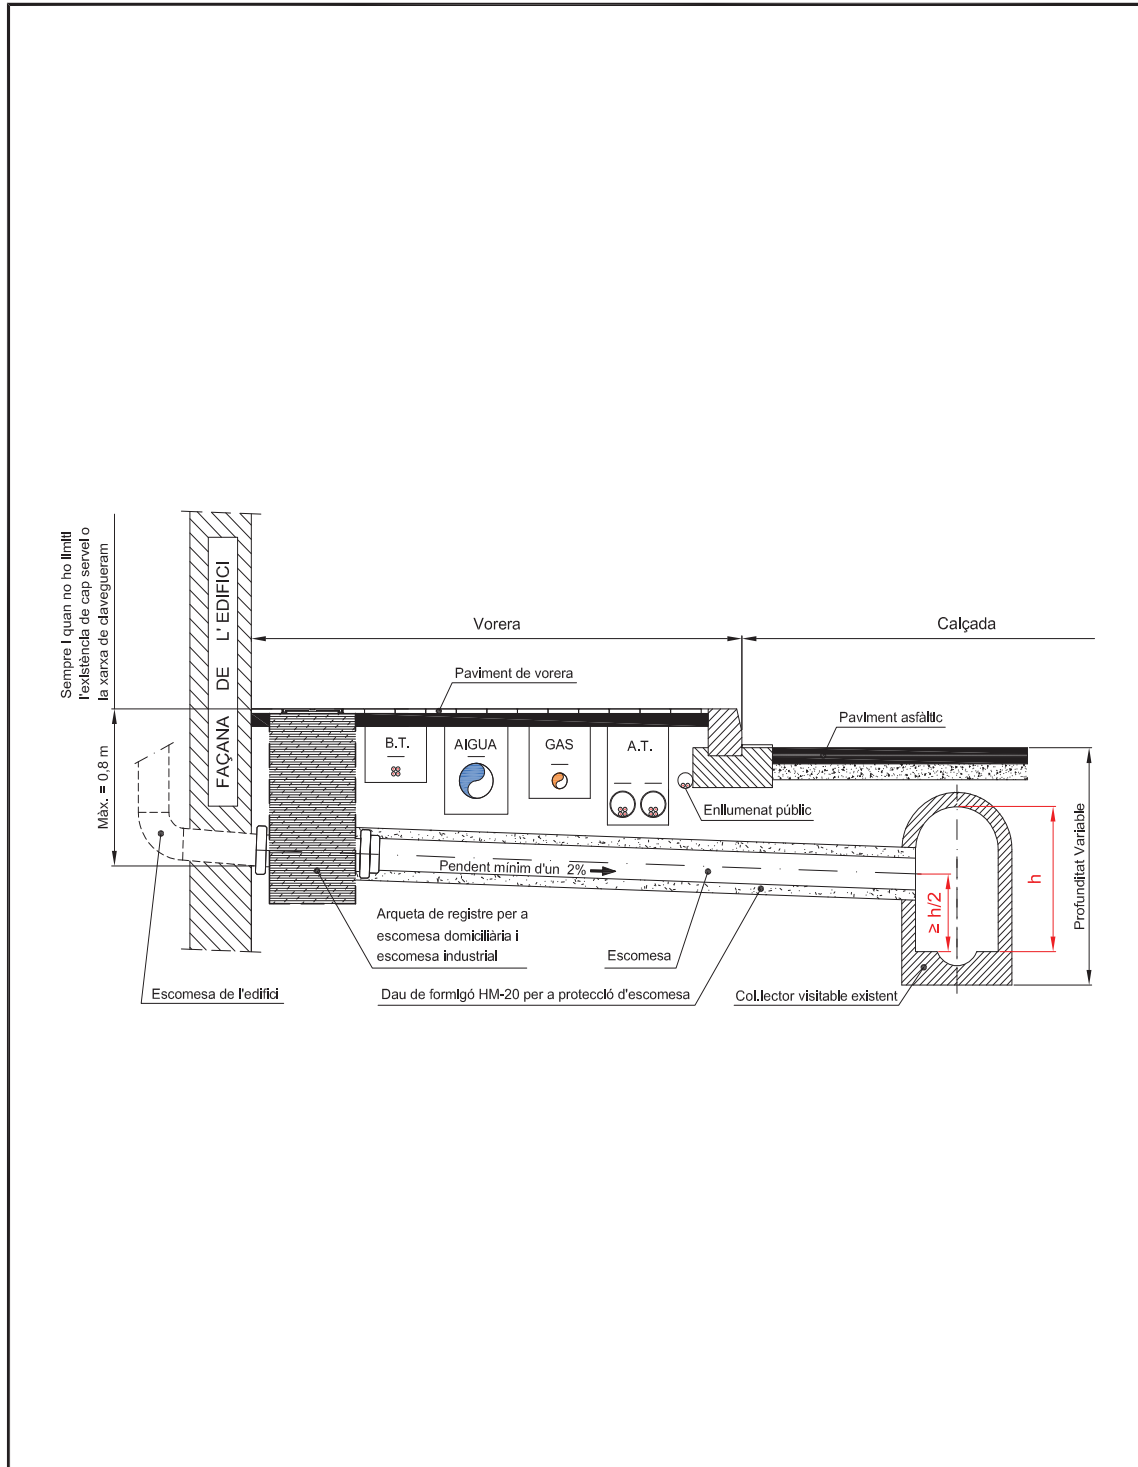 Sempre i quan no ho limiti
l'existència de cap servei o
la xarxa de clavegueram
Màx. = 0,8 m
FAÇANA DE L' EDIFICI
Vorera
Calçada
Paviment de vorera
Paviment asfàltic
B.T.
AIGUA
GAS
A.T.
Enllumenat públic
Pendent mínim d'un 2%
h
≥ h/2
Profunditat Variable
Arqueta de registre per a
escomesa domiciliària i
escomesa industrial
Escomesa
Escomesa de l'edifici
Dau de formigó HM-20 per a protecció d'escomesa
Col.lector visitable existent